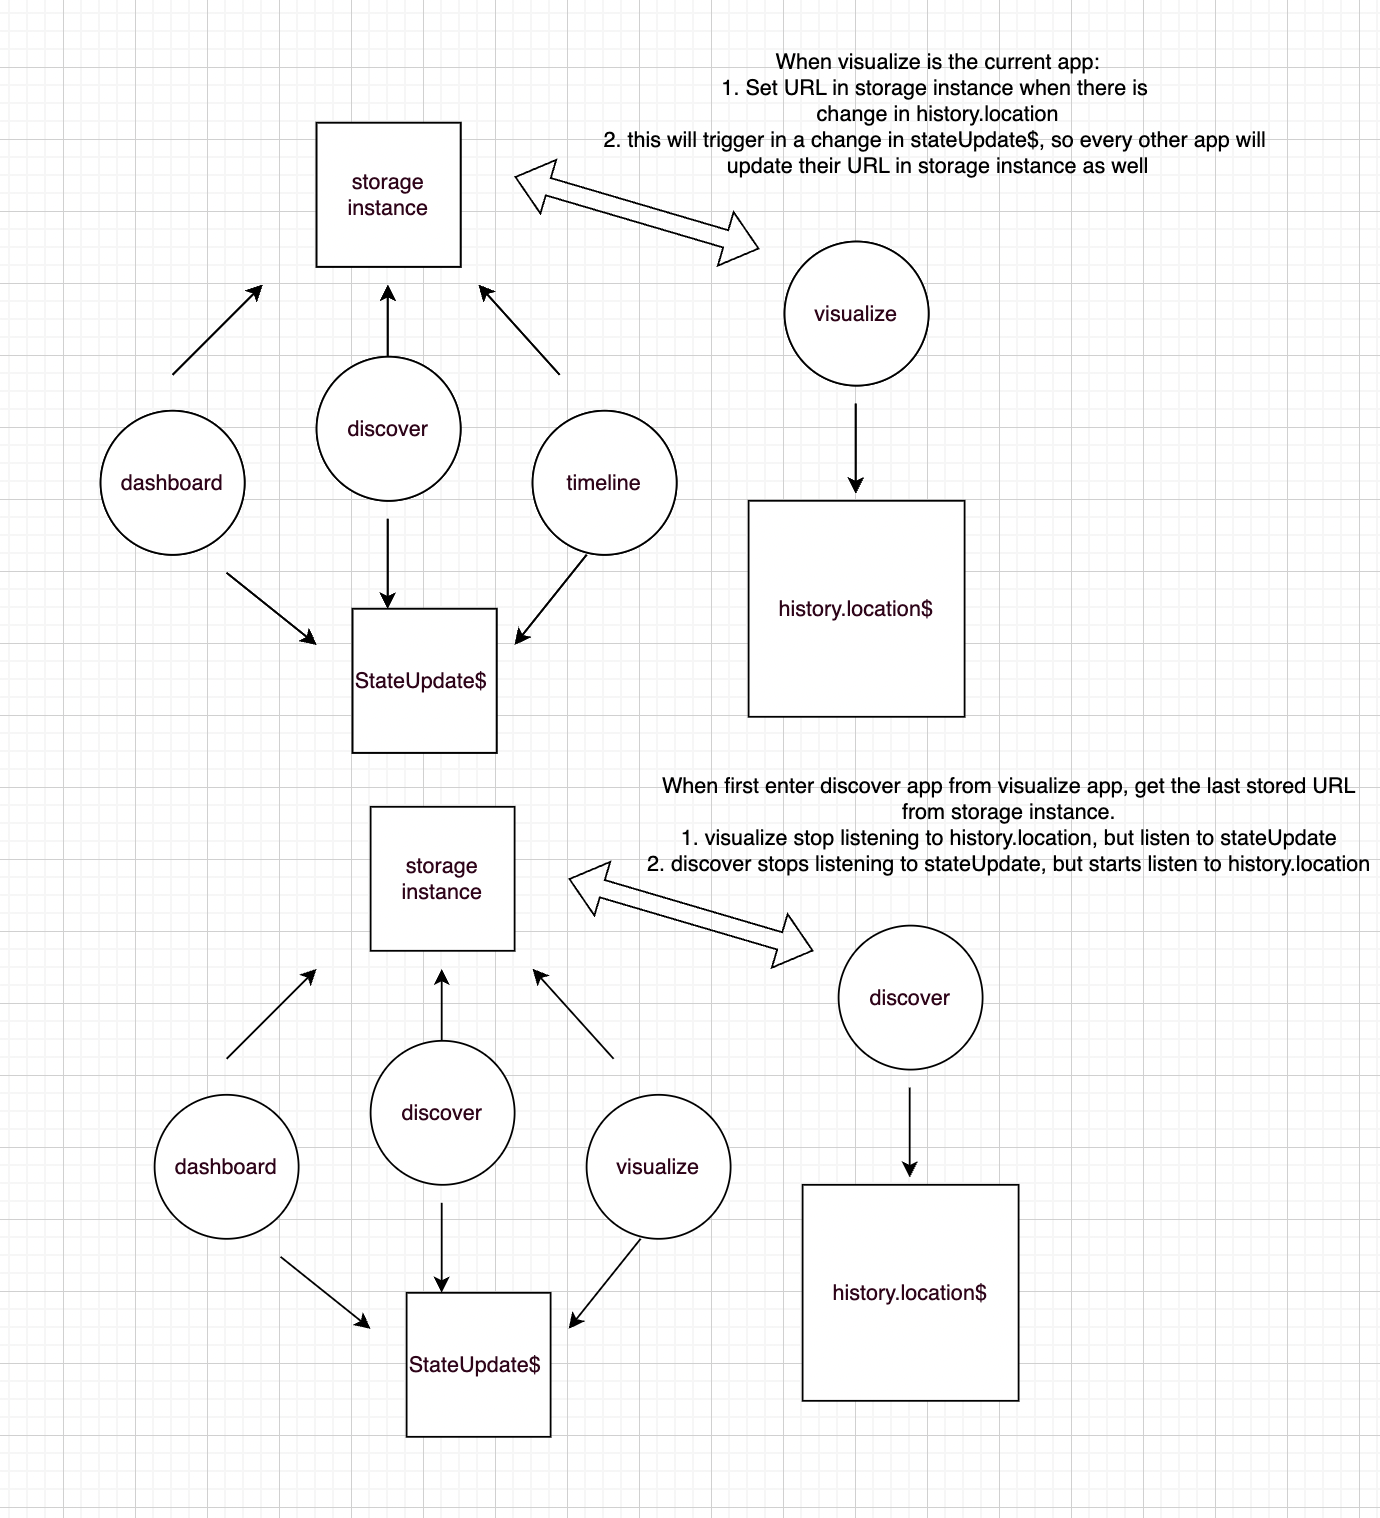 When visualize is the current app:
1. Set URL in storage instance when there is
change in history.location
2. this will trigger in a change in stateUpdate$, so every other app will
update their URL in storage instance as well
storage
instance
visualize
discover
dashboard
timeline
history.location$
StateUpdate$
When first enter discover app from visualize app, get the last stored URL
from storage instance.
1. visualize stop listening to history.location, but listen to stateUpdate
2. discover stops listening to stateUpdate, but starts listen to history.location
storage
instance
discover
discover
dashboard
visualize
history.location$
StateUpdate$